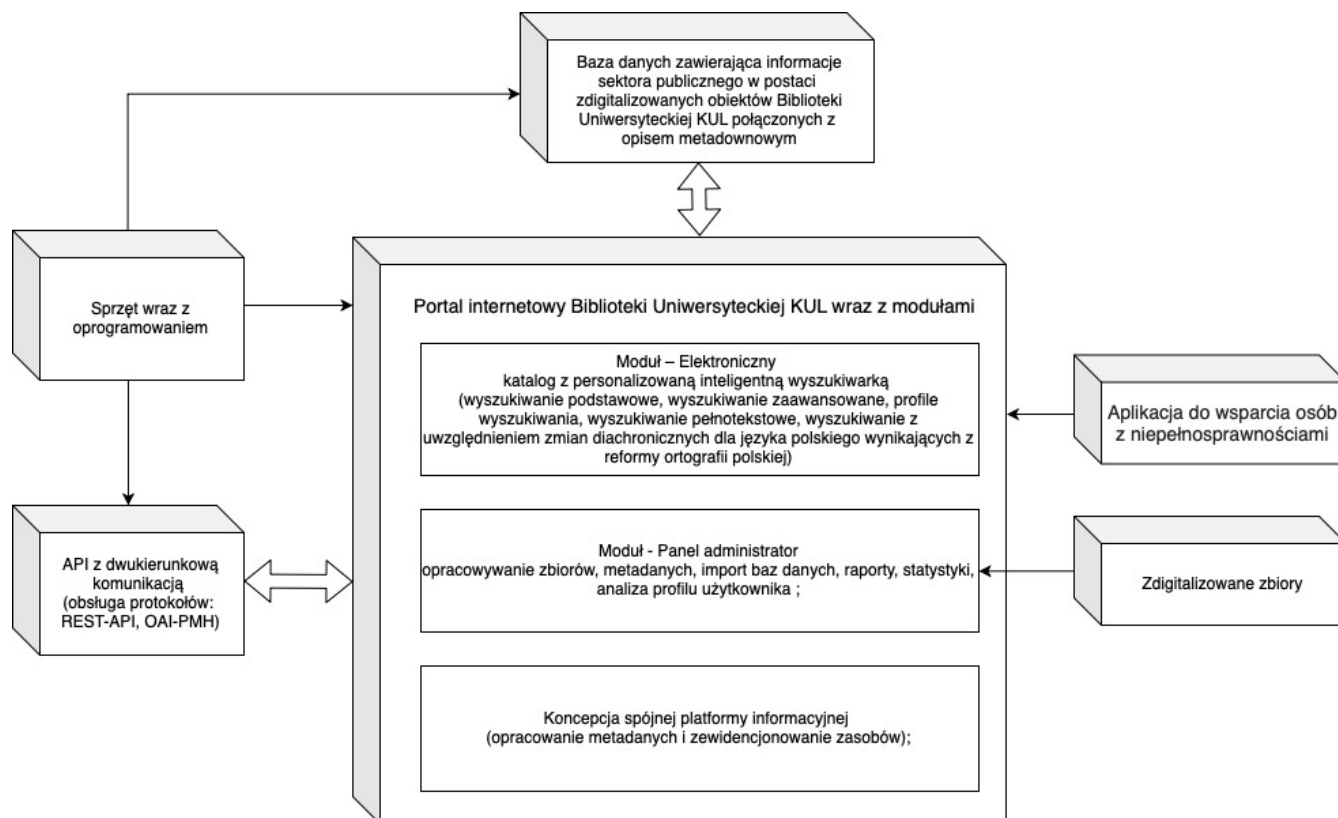 Baza danych zawierająca informacje
sektora publicznego w postaci
zdigitalizowanych obiektów Biblioteki
Uniwersyteckiej KUL połączonych z
opisem metadownowym
Sprzęt wraz z
oprogramowaniem
Portal internetowy Biblioteki Uniwersyteckiej KUL wraz z modułami
Moduł – Elektroniczny
katalog z personalizowaną inteligentną wyszukiwarką
(wyszukiwanie podstawowe, wyszukiwanie zaawansowane, profile
wyszukiwania, wyszukiwanie pełnotekstowe, wyszukiwanie z
uwzględnieniem zmian diachronicznych dla języka polskiego wynikających z
reformy ortografii polskiej)
Aplikacja do wsparcia osób
z niepełnosprawnościami
API z dwukierunkową
komunikacją
(obsługa protokołów:
REST-API, OAI-PMH)
Moduł - Panel administrator
opracowywanie zbiorów, metadanych, import baz danych, raporty, statystyki,
analiza profilu użytkownika ;
Zdigitalizowane zbiory
Koncepcja spójnej platformy informacyjnej
(opracowanie metadanych i zewidencjonowanie zasobów);